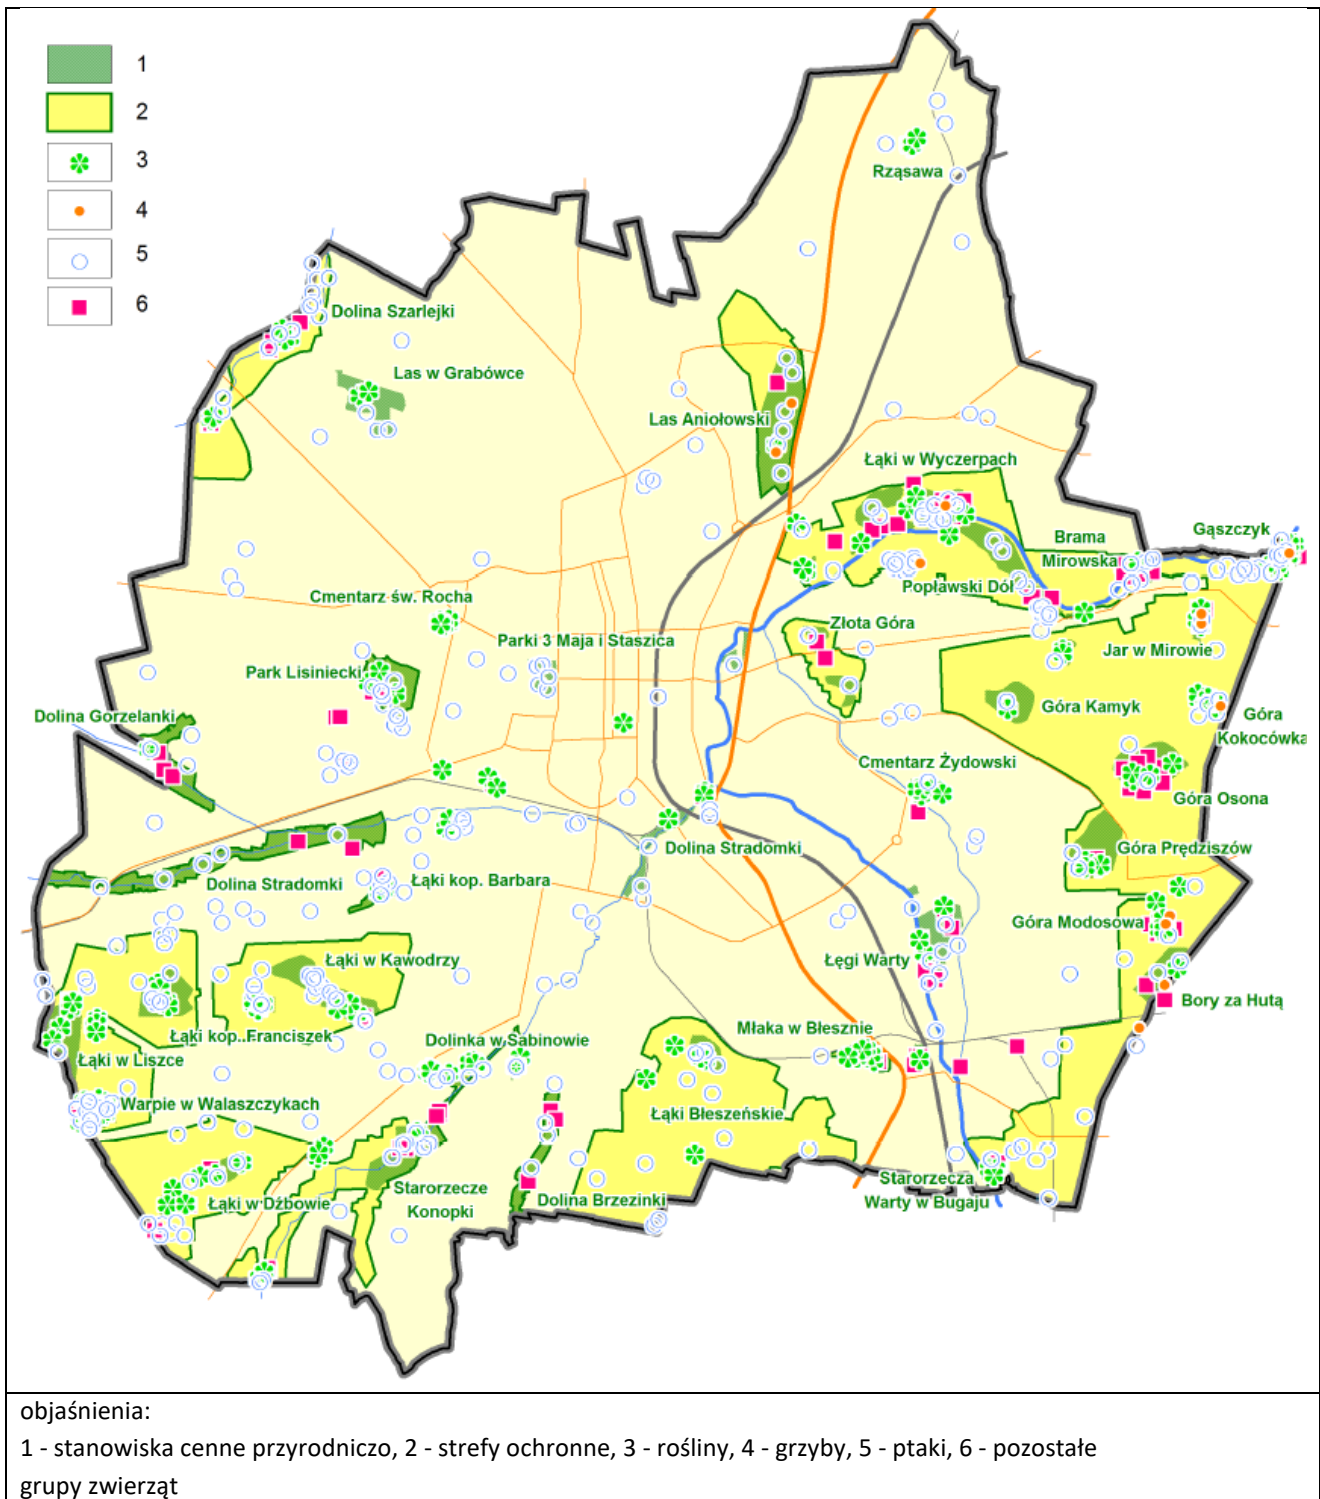 1
2
3
4
5
6
Rząsawa
Dolina Szarlejki
Las w Grabówce
Las Aniołowski
Łąki w Wyczerpach
Gąszczyk
Brama
Mirowska
Popławski Dół
Cmentarz św. Rocha
Parki 3 Maja i Staszica
Złota Góra
Jar w Mirowie
Park Lisiniecki
Dolina Gorzelanki
Góra Kamyk
Góra
Kokocówka
Cmentarz Żydowski
Góra Osona
Dolina Stradomki
Góra Prędziszów
Dolina Stradomki
Łąki kop. Barbara
Góra Modosowa
Łąki w Kawodrzy
Łęgi Warty
Bory za Hutą
Łąki kop. Franciszek
Dolinka w Sabinowie
Młaka w Błesznie
Łąki w Liszce
Warpie w Walaszczykach
Łąki Błeszeńskie
Łąki w Dźbowie
Starorzecze
Konopki
Dolina Brzezinki
Starorzecza
Warty w Bugaju
objaśnienia:
1 - stanowiska cenne przyrodniczo, 2 - strefy ochronne, 3 - rośliny, 4 - grzyby, 5 - ptaki, 6 - pozostałe
grupy zwierząt